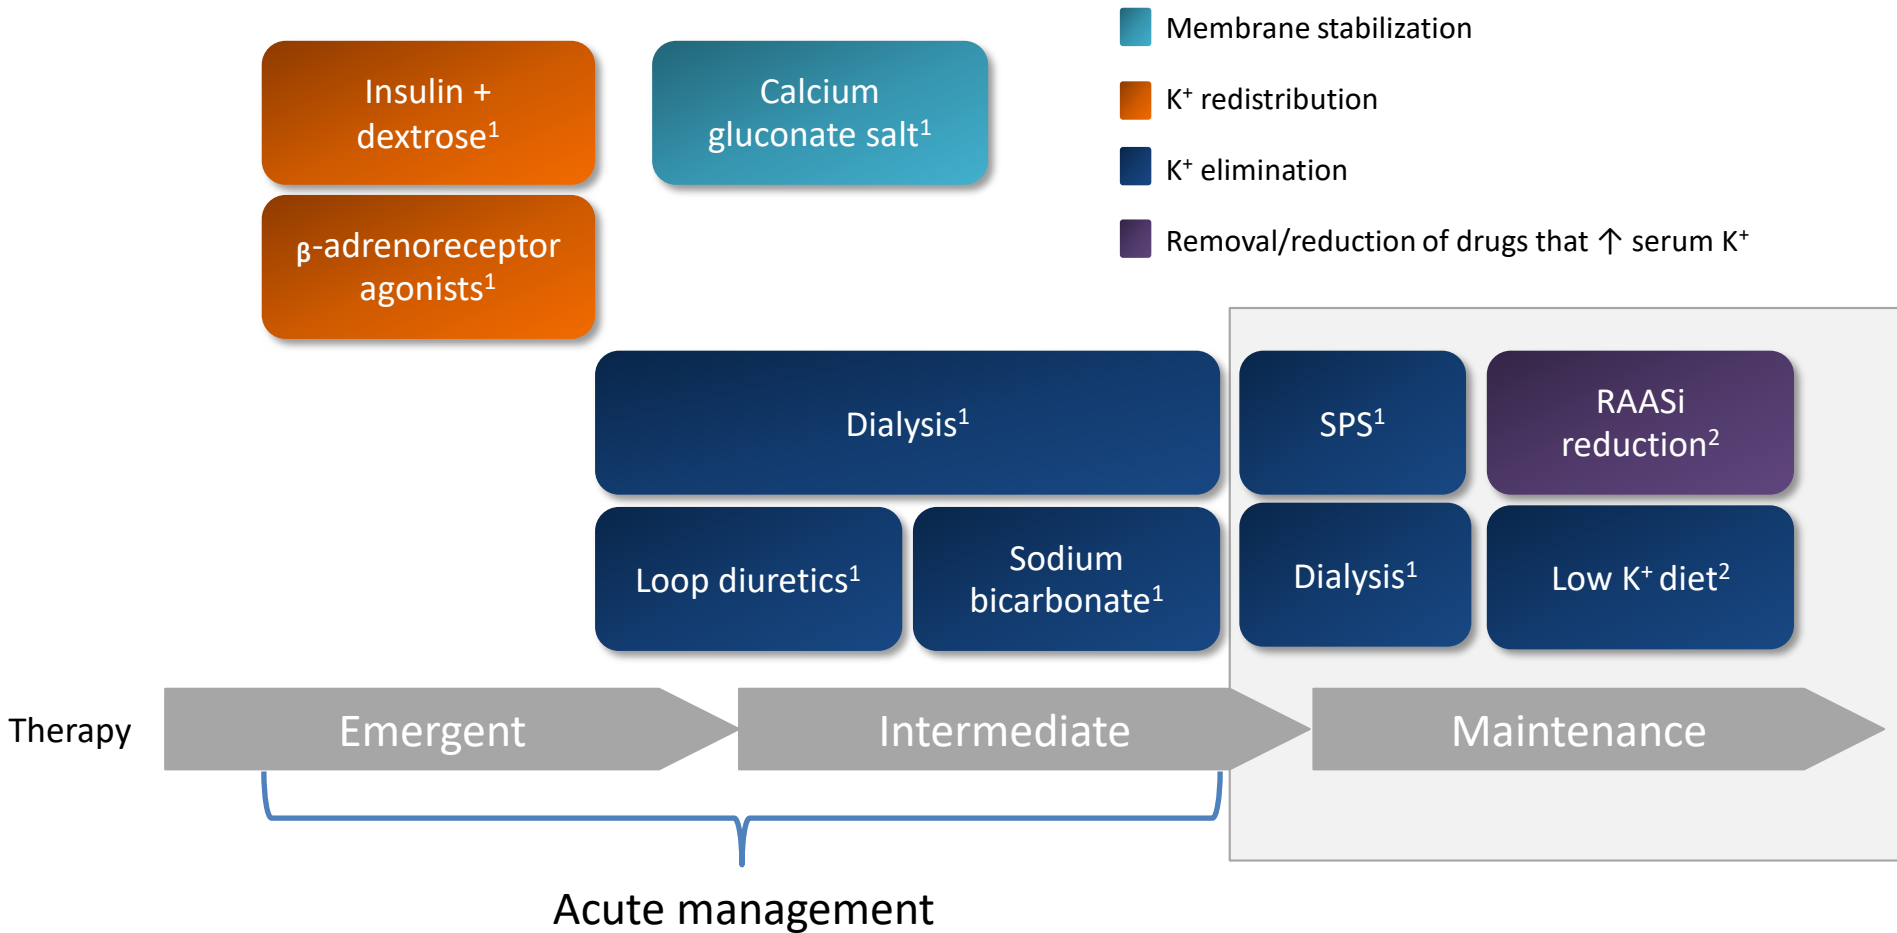 Membrane stabilization
K⁺ redistribution
K⁺ elimination
Removal/reduction of drugs that ↑ serum K⁺
Insulin +
dextrose¹
Calcium
gluconate salt¹
β-adrenoreceptor
agonists¹
Dialysis¹
SPS¹
RAASi
reduction²
Loop diuretics¹
Sodium
bicarbonate¹
Dialysis¹
Low K⁺ diet²
Therapy
Emergent
Intermediate
Maintenance
Acute management